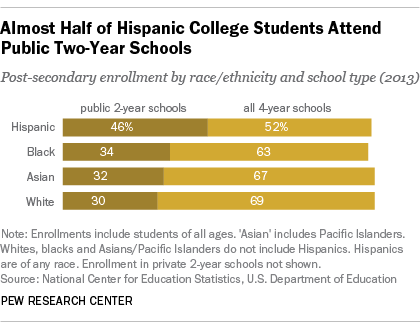 Almost Half of Hispanic College Students Attend
Public Two-Year Schools
Post-secondary enrollment by race/ethnicity and school type (2013)
public 2-year schools all 4-year schools
Hispanic 46% 52%
Black 34 63
Asian 32 67
White 30 69
Note: Enrollments include students of all ages. 'Asian' includes Pacific Islanders.
Whites, blacks and Asians/Pacific Islanders do not include Hispanics. Hispanics
are of any race. Enrollment in private 2-year schools not shown.
Source: National Center for Education Statistics, U.S. Department of Education
PEW RESEARCH CENTER